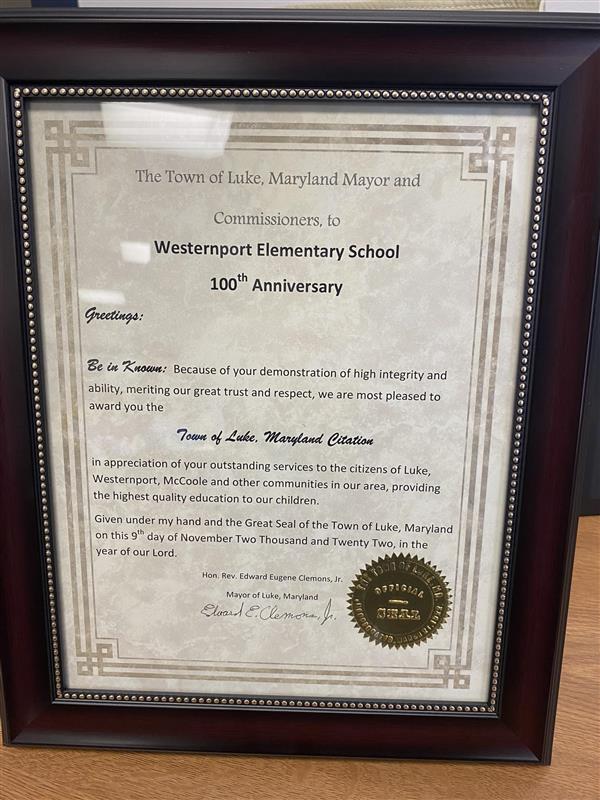 The Town of Luke, Maryland Mayor and
Commissioners, to
Westernport Elementary School
100th Anniversary
Greetings:
Be in Known: Because of your demonstration of high integrity and
ability, meriting our great trust and respect, we are most pleased to
award you the
Town of Luke, Maryland Citation
in appreciation of your outstanding services to the citizens of Luke,
Westernport, McCoole and other communities in our area, providing
the highest quality education to our children.
Given under my hand and the Great Seal of the Town of Luke, Maryland
on this 9th day of November Two Thousand and Twenty Two, in the
year of our Lord.
Hon. Rev. Edward Eugene Clemons, Jr.
Mayor of Luke, Maryland
Edward E. Clemons, Jr.
OFFICIAL
SEAL